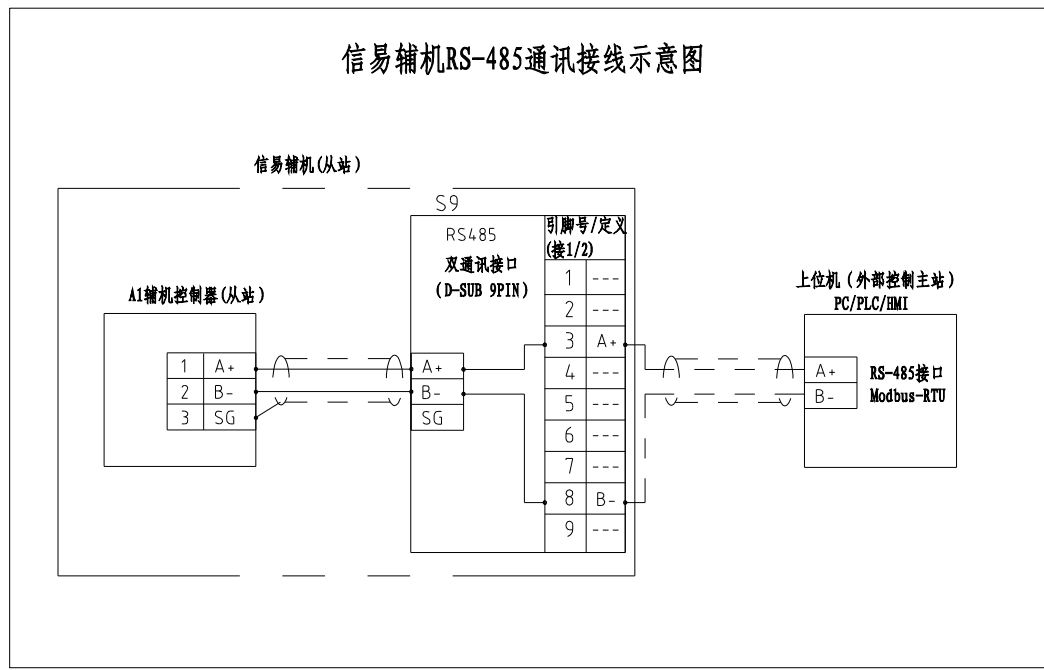 信易辅机RS-485通讯接线示意图
信易辅机(从站)
S9
RS485
双通讯接口
(D-SUB 9PIN)
引脚号/定义
(接1/2)
1 ---
2 ---
3 A+
4 ---
5 ---
6 ---
7 ---
8 B-
9 ---
A1辅机控制器(从站)
1 A+
2 B-
3 SG
A+
B-
SG
上位机(外部控制主站)
PC/PLC/HMI
A+
B-
RS-485接口
Modbus-RTU